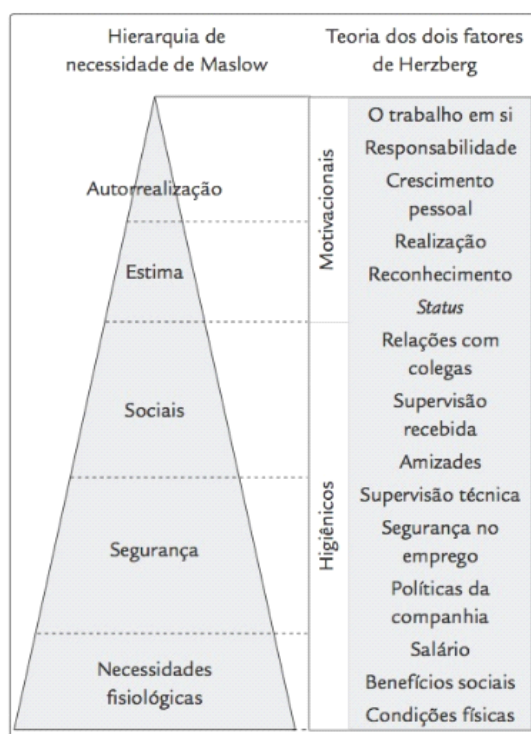 Hierarquia de
necessidade de Maslow
Teoria dos dois fatores
de Herzberg
Autorrealização
Estima
Sociais
Segurança
Necessidades
fisiológicas
Motivacionais
Higiênicos
O trabalho em si
Responsabilidade
Crescimento
pessoal
Realização
Reconhecimento
Status
Relações com
colegas
Supervisão
recebida
Amizades
Supervisão técnica
Segurança no
emprego
Políticas da
companhia
Salário
Benefícios sociais
Condições físicas